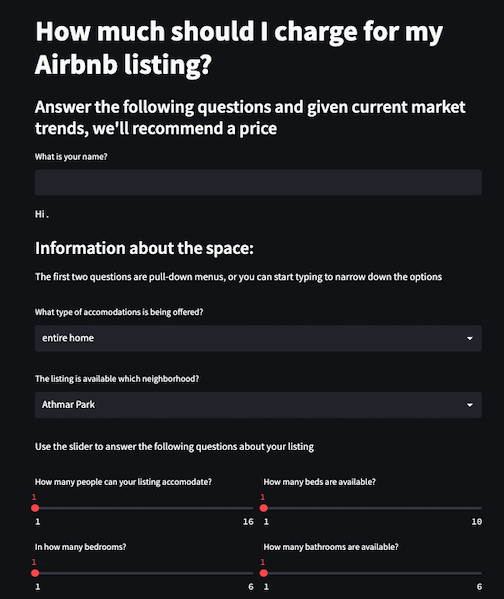 How much should I charge for my
Airbnb listing?
Answer the following questions and given current market
trends, we'll recommend a price
What is your name?
Hi .
Information about the space:
The first two questions are pull-down menus, or you can start typing to narrow down the options
What type of accomodations is being offered?
entire home
The listing is available which neighborhood?
Athmar Park
Use the slider to answer the following questions about your listing
How many people can your listing accomodate?
1
1 16
How many beds are available?
1
1 10
In how many bedrooms?
1
1 6
How many bathrooms are available?
1
1 6